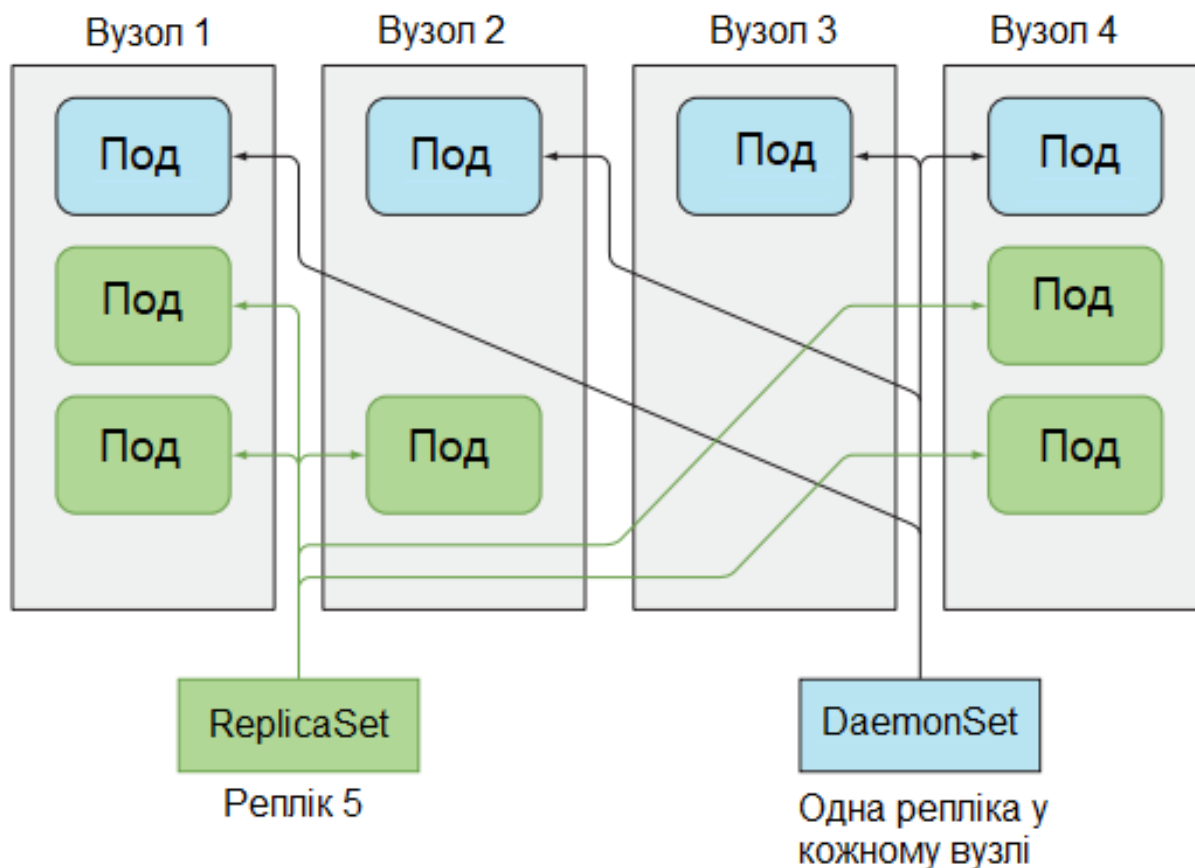 Вузол 1
Вузол 2
Вузол 3
Вузол 4
Под
Под
Под
Под
Под
Под
Под
Под
Под
ReplicaSet
Реплік 5
DaemonSet
Одна репліка у
кожному вузлі